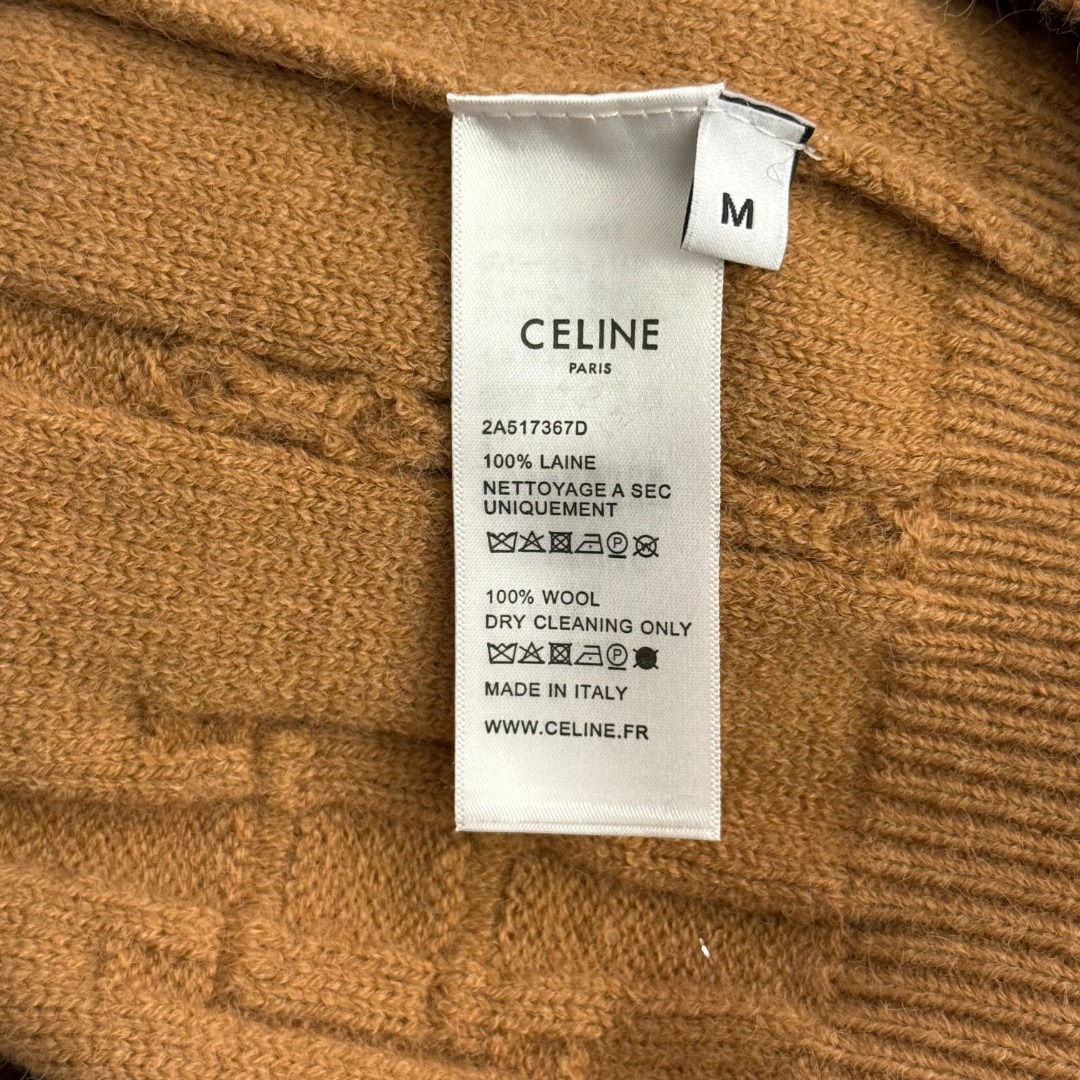 M
CELINE
PARIS
2A517367D
100% LAINE
NETTOYAGE A SEC
UNIQUEMENT
P
100% WOOL
DRY CLEANING ONLY
P
MADE IN ITALY
WWW.CELINE.FR